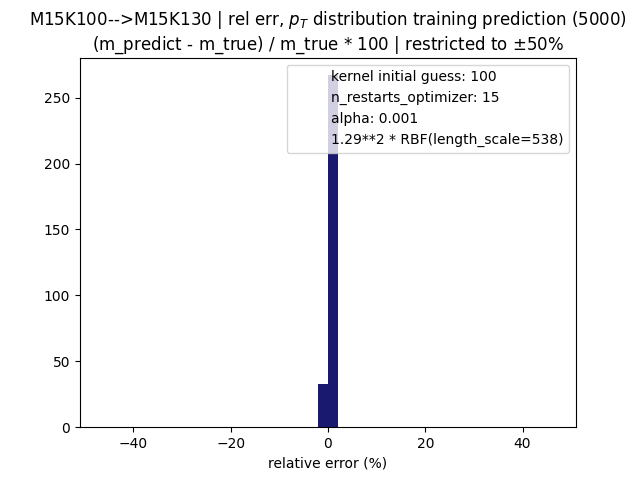 M15K100-->M15K130 | rel err, p_T distribution training prediction (5000)
(m_predict - m_true) / m_true * 100 | restricted to ±50%
kernel initial guess: 100
n_restarts_optimizer: 15
alpha: 0.001
1.29**2 * RBF(length_scale=538)
250
200
150
100
50
0
−40
−20
0
20
40
relative error (%)